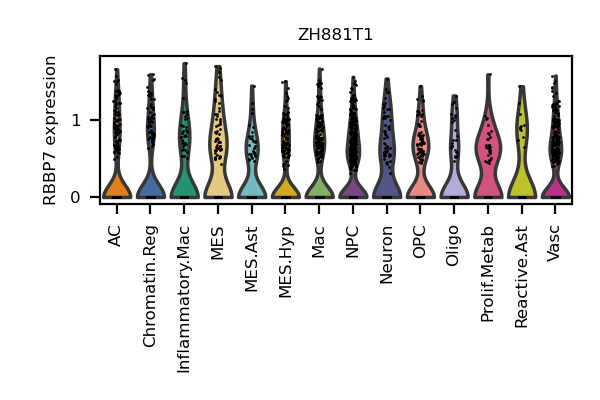 ZH881T1
RBBP7 expression
1
0
AC
Chromatin.Reg
Inflammatory.Mac
MES
MES.Ast
MES.Hyp
Mac
NPC
Neuron
OPC
Oligo
Prolif.Metab
Reactive.Ast
Vasc